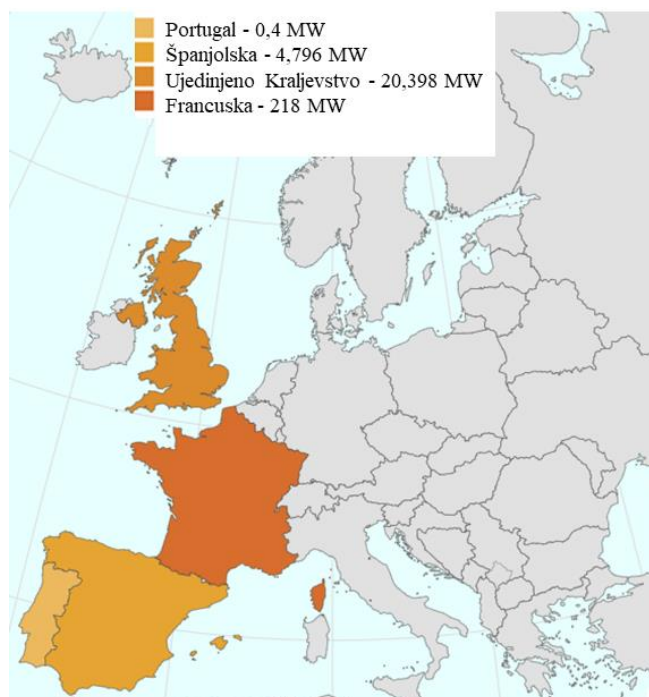 Portugal - 0,4 MW
Španjolska - 4,796 MW
Ujedinjeno Kraljevstvo - 20,398 MW
Francuska - 218 MW